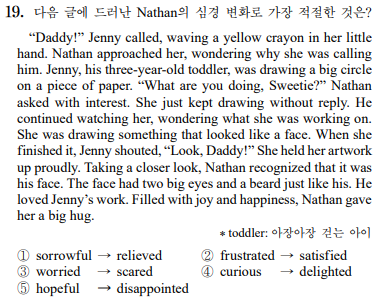 19. 다음 글에 드러난 Nathan의 심경 변화로 가장 적절한 것은?
“Daddy!” Jenny called, waving a yellow crayon in her little
hand. Nathan approached her, wondering why she was calling
him. Jenny, his three-year-old toddler, was drawing a big circle
on a piece of paper. “What are you doing, Sweetie?” Nathan
asked with interest. She just kept drawing without reply. He
continued watching her, wondering what she was working on.
She was drawing something that looked like a face. When she
finished it, Jenny shouted, “Look, Daddy!” She held her artwork
up proudly. Taking a closer look, Nathan recognized that it was
his face. The face had two big eyes and a beard just like his. He
loved Jenny’s work. Filled with joy and happiness, Nathan gave
her a big hug.
* toddler: 아장아장 걷는 아이
① sorrowful → relieved ② frustrated → satisfied
③ worried → scared ④ curious → delighted
⑤ hopeful → disappointed